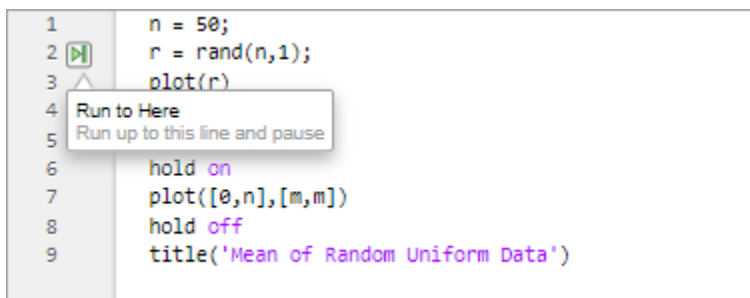 1 n = 50;
2 r = rand(n,1);
3 plot(r)
4 Run to Here
5 Run up to this line and pause
6 hold on
7 plot([0,n],[m,m])
8 hold off
9 title('Mean of Random Uniform Data')